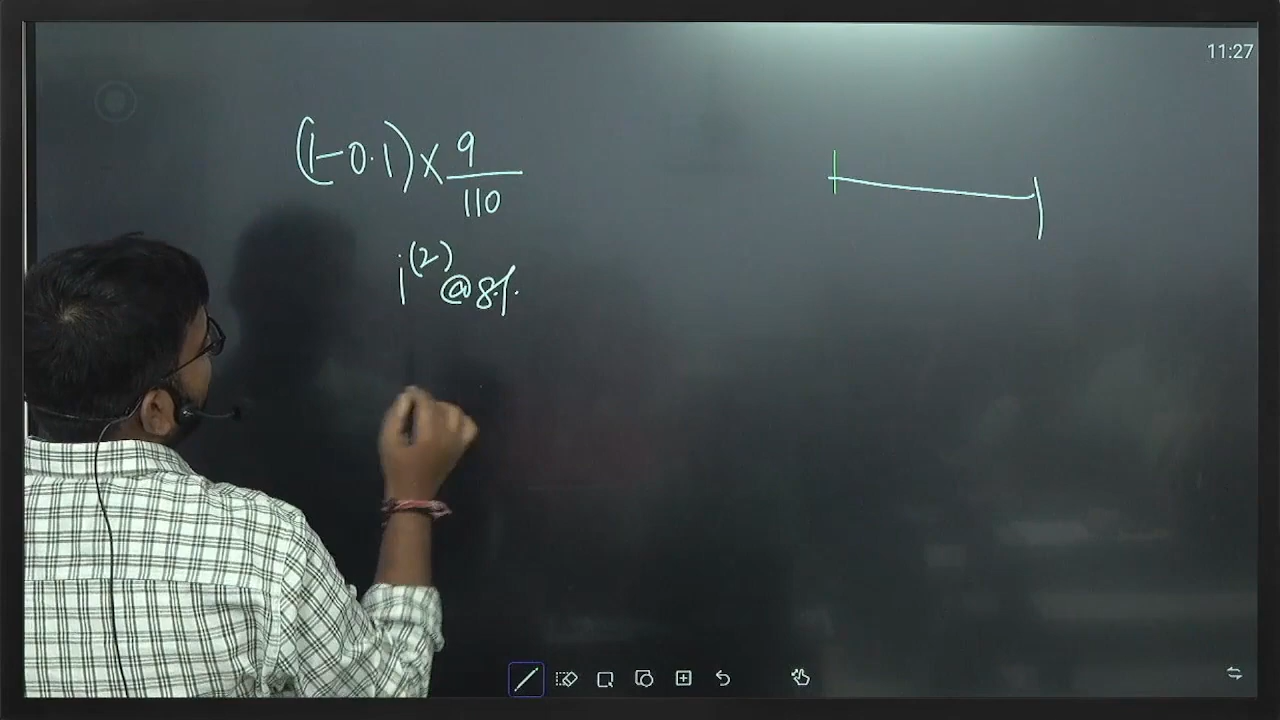 11:27
(1-0.1) × 9/110
i^(2) @ 8%.